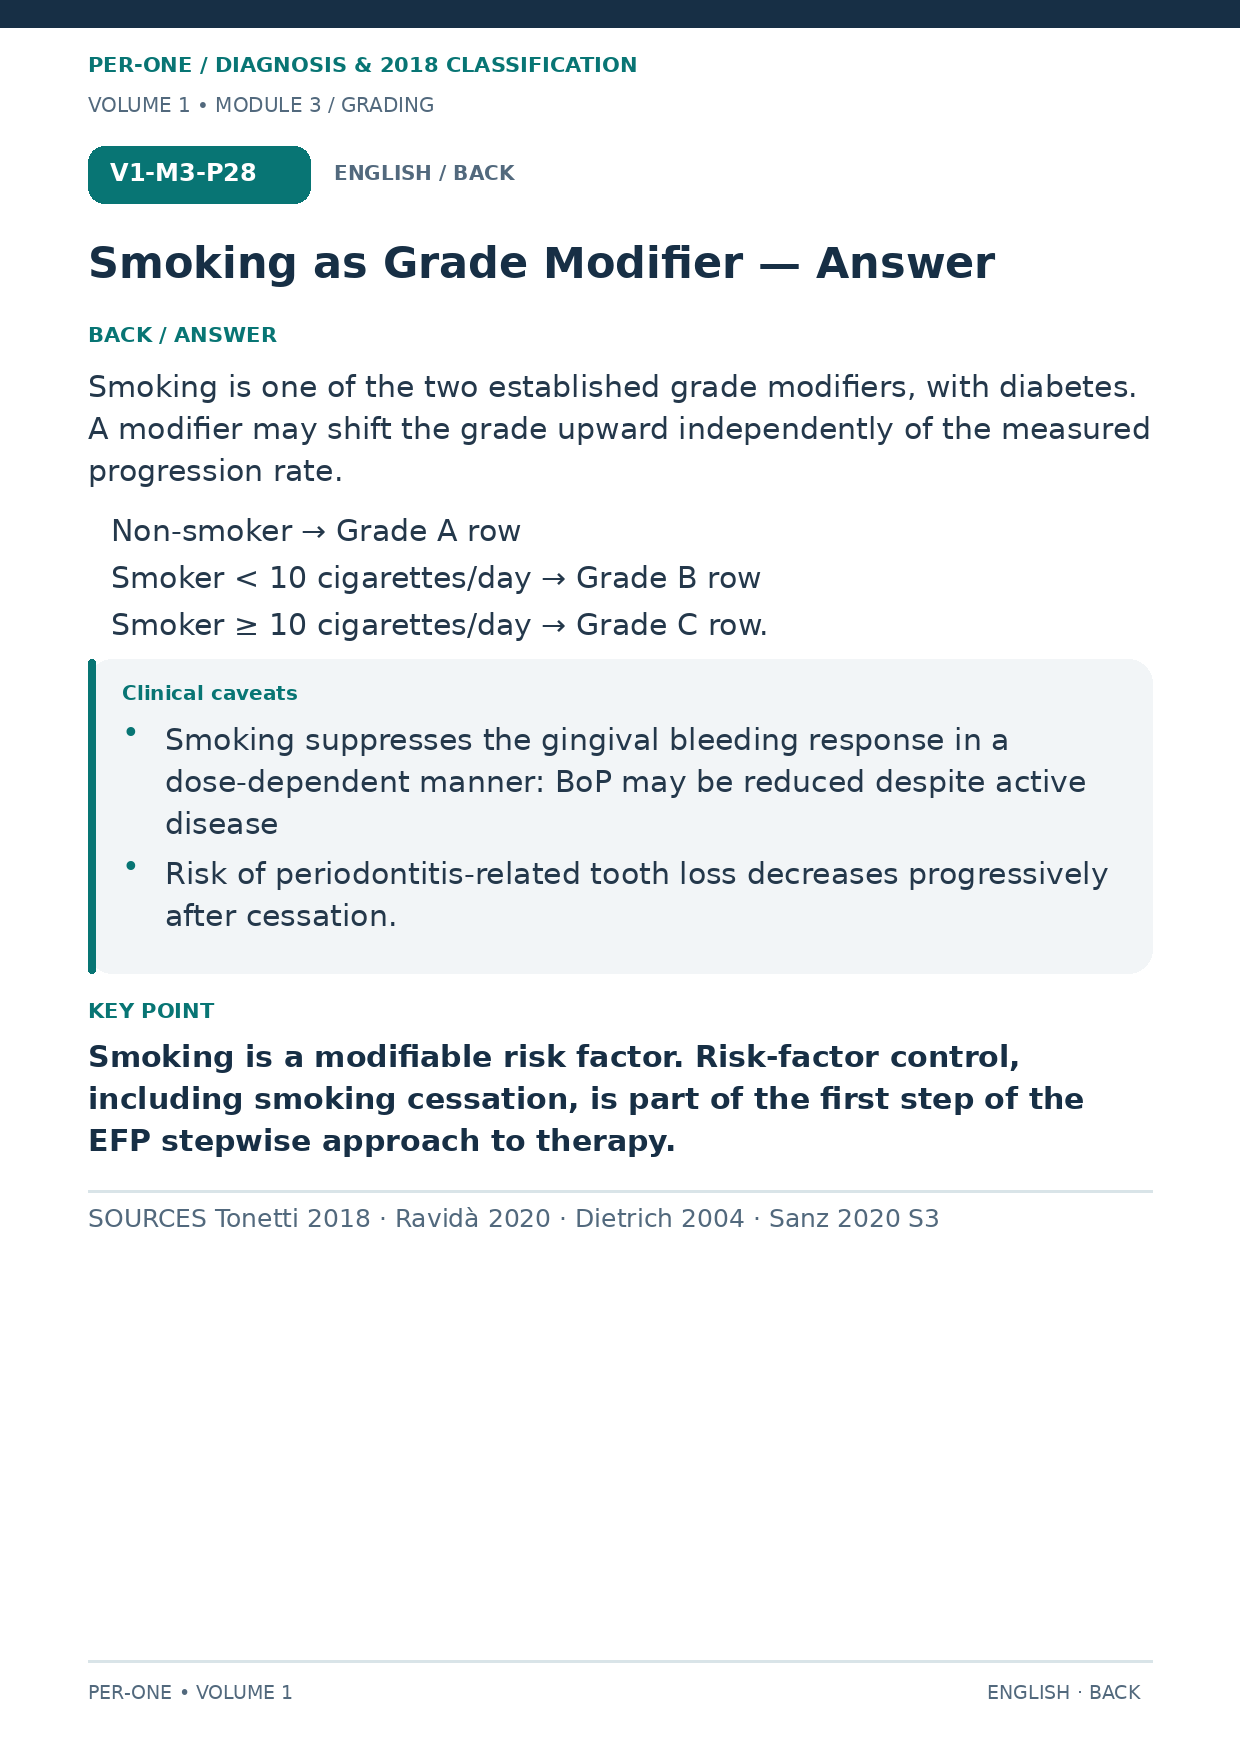 PER-ONE / DIAGNOSIS & 2018 CLASSIFICATION
VOLUME 1 • MODULE 3 / GRADING
V1-M3-P28
ENGLISH / BACK
Smoking as Grade Modifier — Answer
BACK / ANSWER
Smoking is one of the two established grade modifiers, with diabetes.
A modifier may shift the grade upward independently of the measured
progression rate.
Non-smoker → Grade A row
Smoker < 10 cigarettes/day → Grade B row
Smoker ≥ 10 cigarettes/day → Grade C row.
Clinical caveats
• Smoking suppresses the gingival bleeding response in a
dose-dependent manner: BoP may be reduced despite active
disease
• Risk of periodontitis-related tooth loss decreases progressively
after cessation.
KEY POINT
Smoking is a modifiable risk factor. Risk-factor control,
including smoking cessation, is part of the first step of the
EFP stepwise approach to therapy.
SOURCES Tonetti 2018 · Ravidà 2020 · Dietrich 2004 · Sanz 2020 S3
PER-ONE • VOLUME 1
ENGLISH · BACK